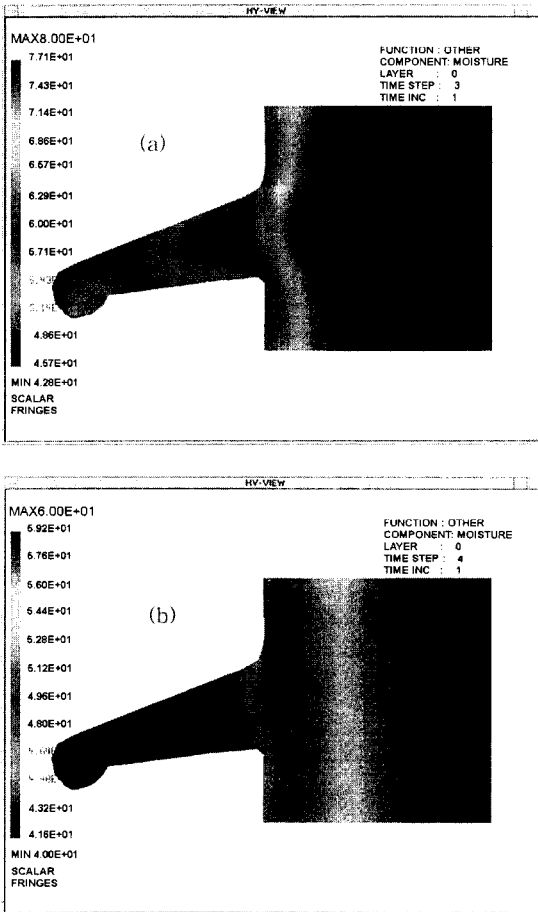 HY-VIEW
MAX8.00E+01
7.71E+01
7.43E+01
7.14E+01
6.86E+01
6.57E+01
6.29E+01
6.00E+01
5.71E+01
4.86E+01
4.57E+01
MIN 4.28E+01
SCALAR
FRINGES
(a)
FUNCTION : OTHER
COMPONENT: MOISTURE
LAYER : 0
TIME STEP : 3
TIME INC : 1
HY-VIEW
MAX6.00E+01
5.92E+01
5.76E+01
5.60E+01
5.44E+01
5.28E+01
5.12E+01
4.96E+01
4.80E+01
4.32E+01
4.16E+01
MIN 4.00E+01
SCALAR
FRINGES
(b)
FUNCTION : OTHER
COMPONENT: MOISTURE
LAYER : 0
TIME STEP : 4
TIME INC : 1